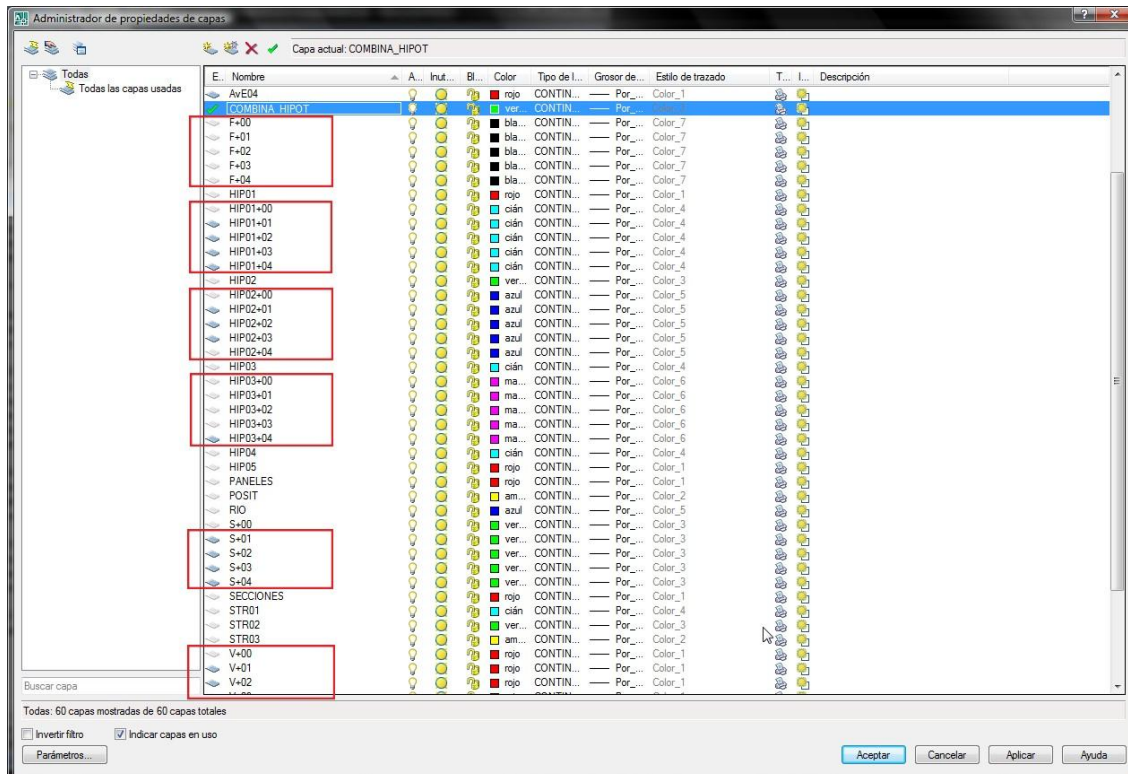 Administrador de propiedades de capas
Capa actual: COMBINA_HIPOT
Todas
Todas las capas usadas
E... Nombre A... Inut... Bl... Color Tipo de l... Grosor de... Estilo de trazado T... I... Descripción
AvE04 rojo CONTIN... Por_... Color_1
COMBINA_HIPOT ver... CONTIN... Por_...
F+00 bla... CONTIN... Por_... Color_7
F+01 bla... CONTIN... Por_... Color_7
F+02 bla... CONTIN... Por_... Color_7
F+03 bla... CONTIN... Por_... Color_7
F+04 bla... CONTIN... Por_... Color_7
HIP01 rojo CONTIN... Por_... Color_1
HIP01+00 cián CONTIN... Por_... Color_4
HIP01+01 cián CONTIN... Por_... Color_4
HIP01+02 cián CONTIN... Por_... Color_4
HIP01+03 cián CONTIN... Por_... Color_4
HIP01+04 cián CONTIN... Por_... Color_4
HIP02 ver... CONTIN... Por_... Color_3
HIP02+00 azul CONTIN... Por_... Color_5
HIP02+01 azul CONTIN... Por_... Color_5
HIP02+02 azul CONTIN... Por_... Color_5
HIP02+03 azul CONTIN... Por_... Color_5
HIP02+04 azul CONTIN... Por_... Color_5
HIP03 cián CONTIN... Por_... Color_4
HIP03+00 ma... CONTIN... Por_... Color_6
HIP03+01 ma... CONTIN... Por_... Color_6
HIP03+02 ma... CONTIN... Por_... Color_6
HIP03+03 ma... CONTIN... Por_... Color_6
HIP03+04 ma... CONTIN... Por_... Color_6
HIP04 cián CONTIN... Por_... Color_4
HIP05 rojo CONTIN... Por_... Color_1
PANELES rojo CONTIN... Por_... Color_1
POSIT am... CONTIN... Por_... Color_2
RIO azul CONTIN... Por_... Color_5
S+00 ver... CONTIN... Por_... Color_3
S+01 ver... CONTIN... Por_... Color_3
S+02 ver... CONTIN... Por_... Color_3
S+03 ver... CONTIN... Por_... Color_3
S+04 ver... CONTIN... Por_... Color_3
SECCIONES rojo CONTIN... Por_... Color_1
STR01 cián CONTIN... Por_... Color_4
STR02 ver... CONTIN... Por_... Color_3
STR03 am... CONTIN... Por_... Color_2
V+00 rojo CONTIN... Por_... Color_1
V+01 rojo CONTIN... Por_... Color_1
V+02 rojo CONTIN... Por_... Color_1
Buscar capa
Todas: 60 capas mostradas de 60 capas totales
Invertir filtro Indicar capas en uso
Parámetros... Aceptar Cancelar Aplicar Ayuda